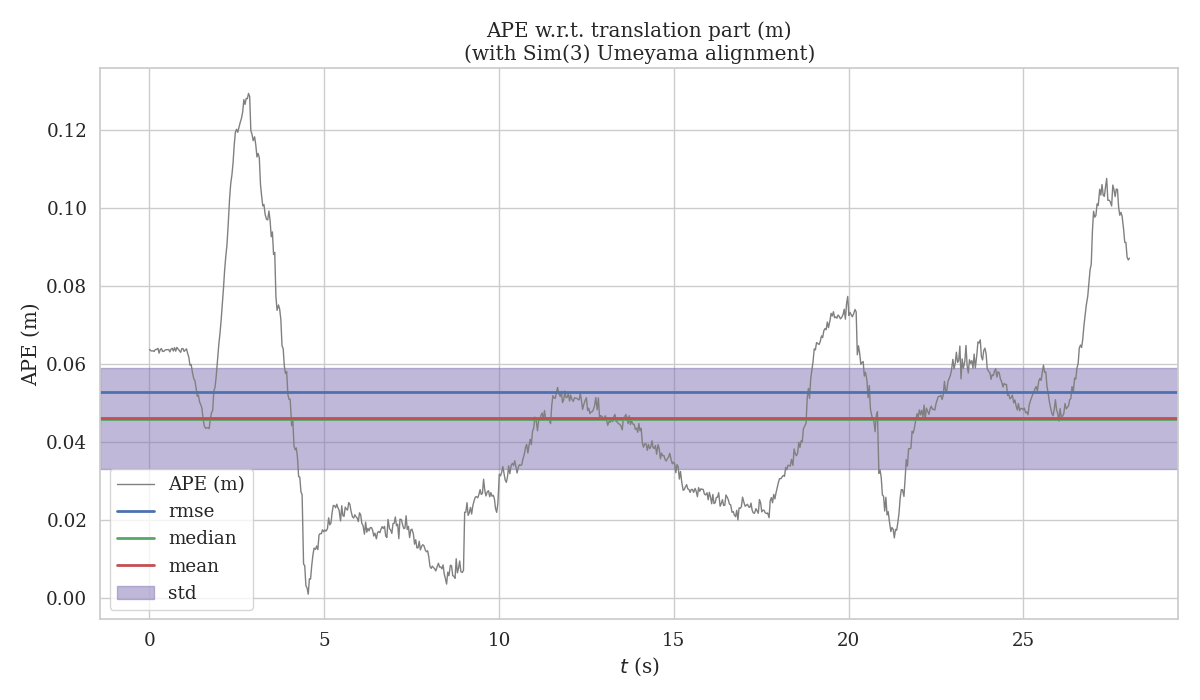 APE w.r.t. translation part (m)
(with Sim(3) Umeyama alignment)
APE (m)
0.12
0.10
0.08
0.06
0.04
0.02
0.00
APE (m)
rmse
median
mean
std
0 5 10 15 20 25
t (s)